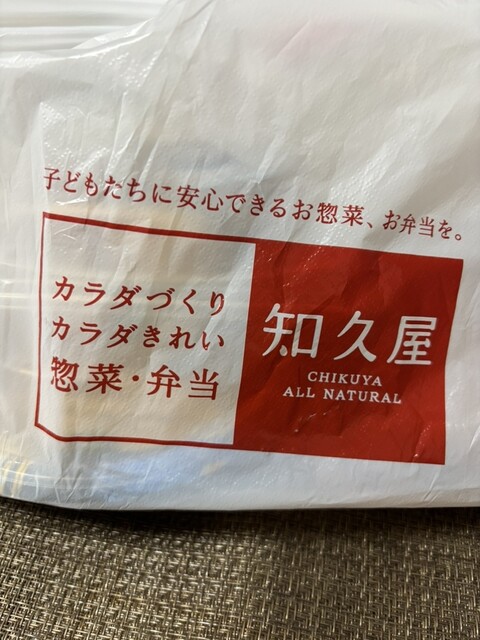 子どもたちに安心できるお惣菜、お弁当を。
カラダづくり
カラダきれい
惣菜・弁当
知久屋
CHIKUYA
ALL NATURAL